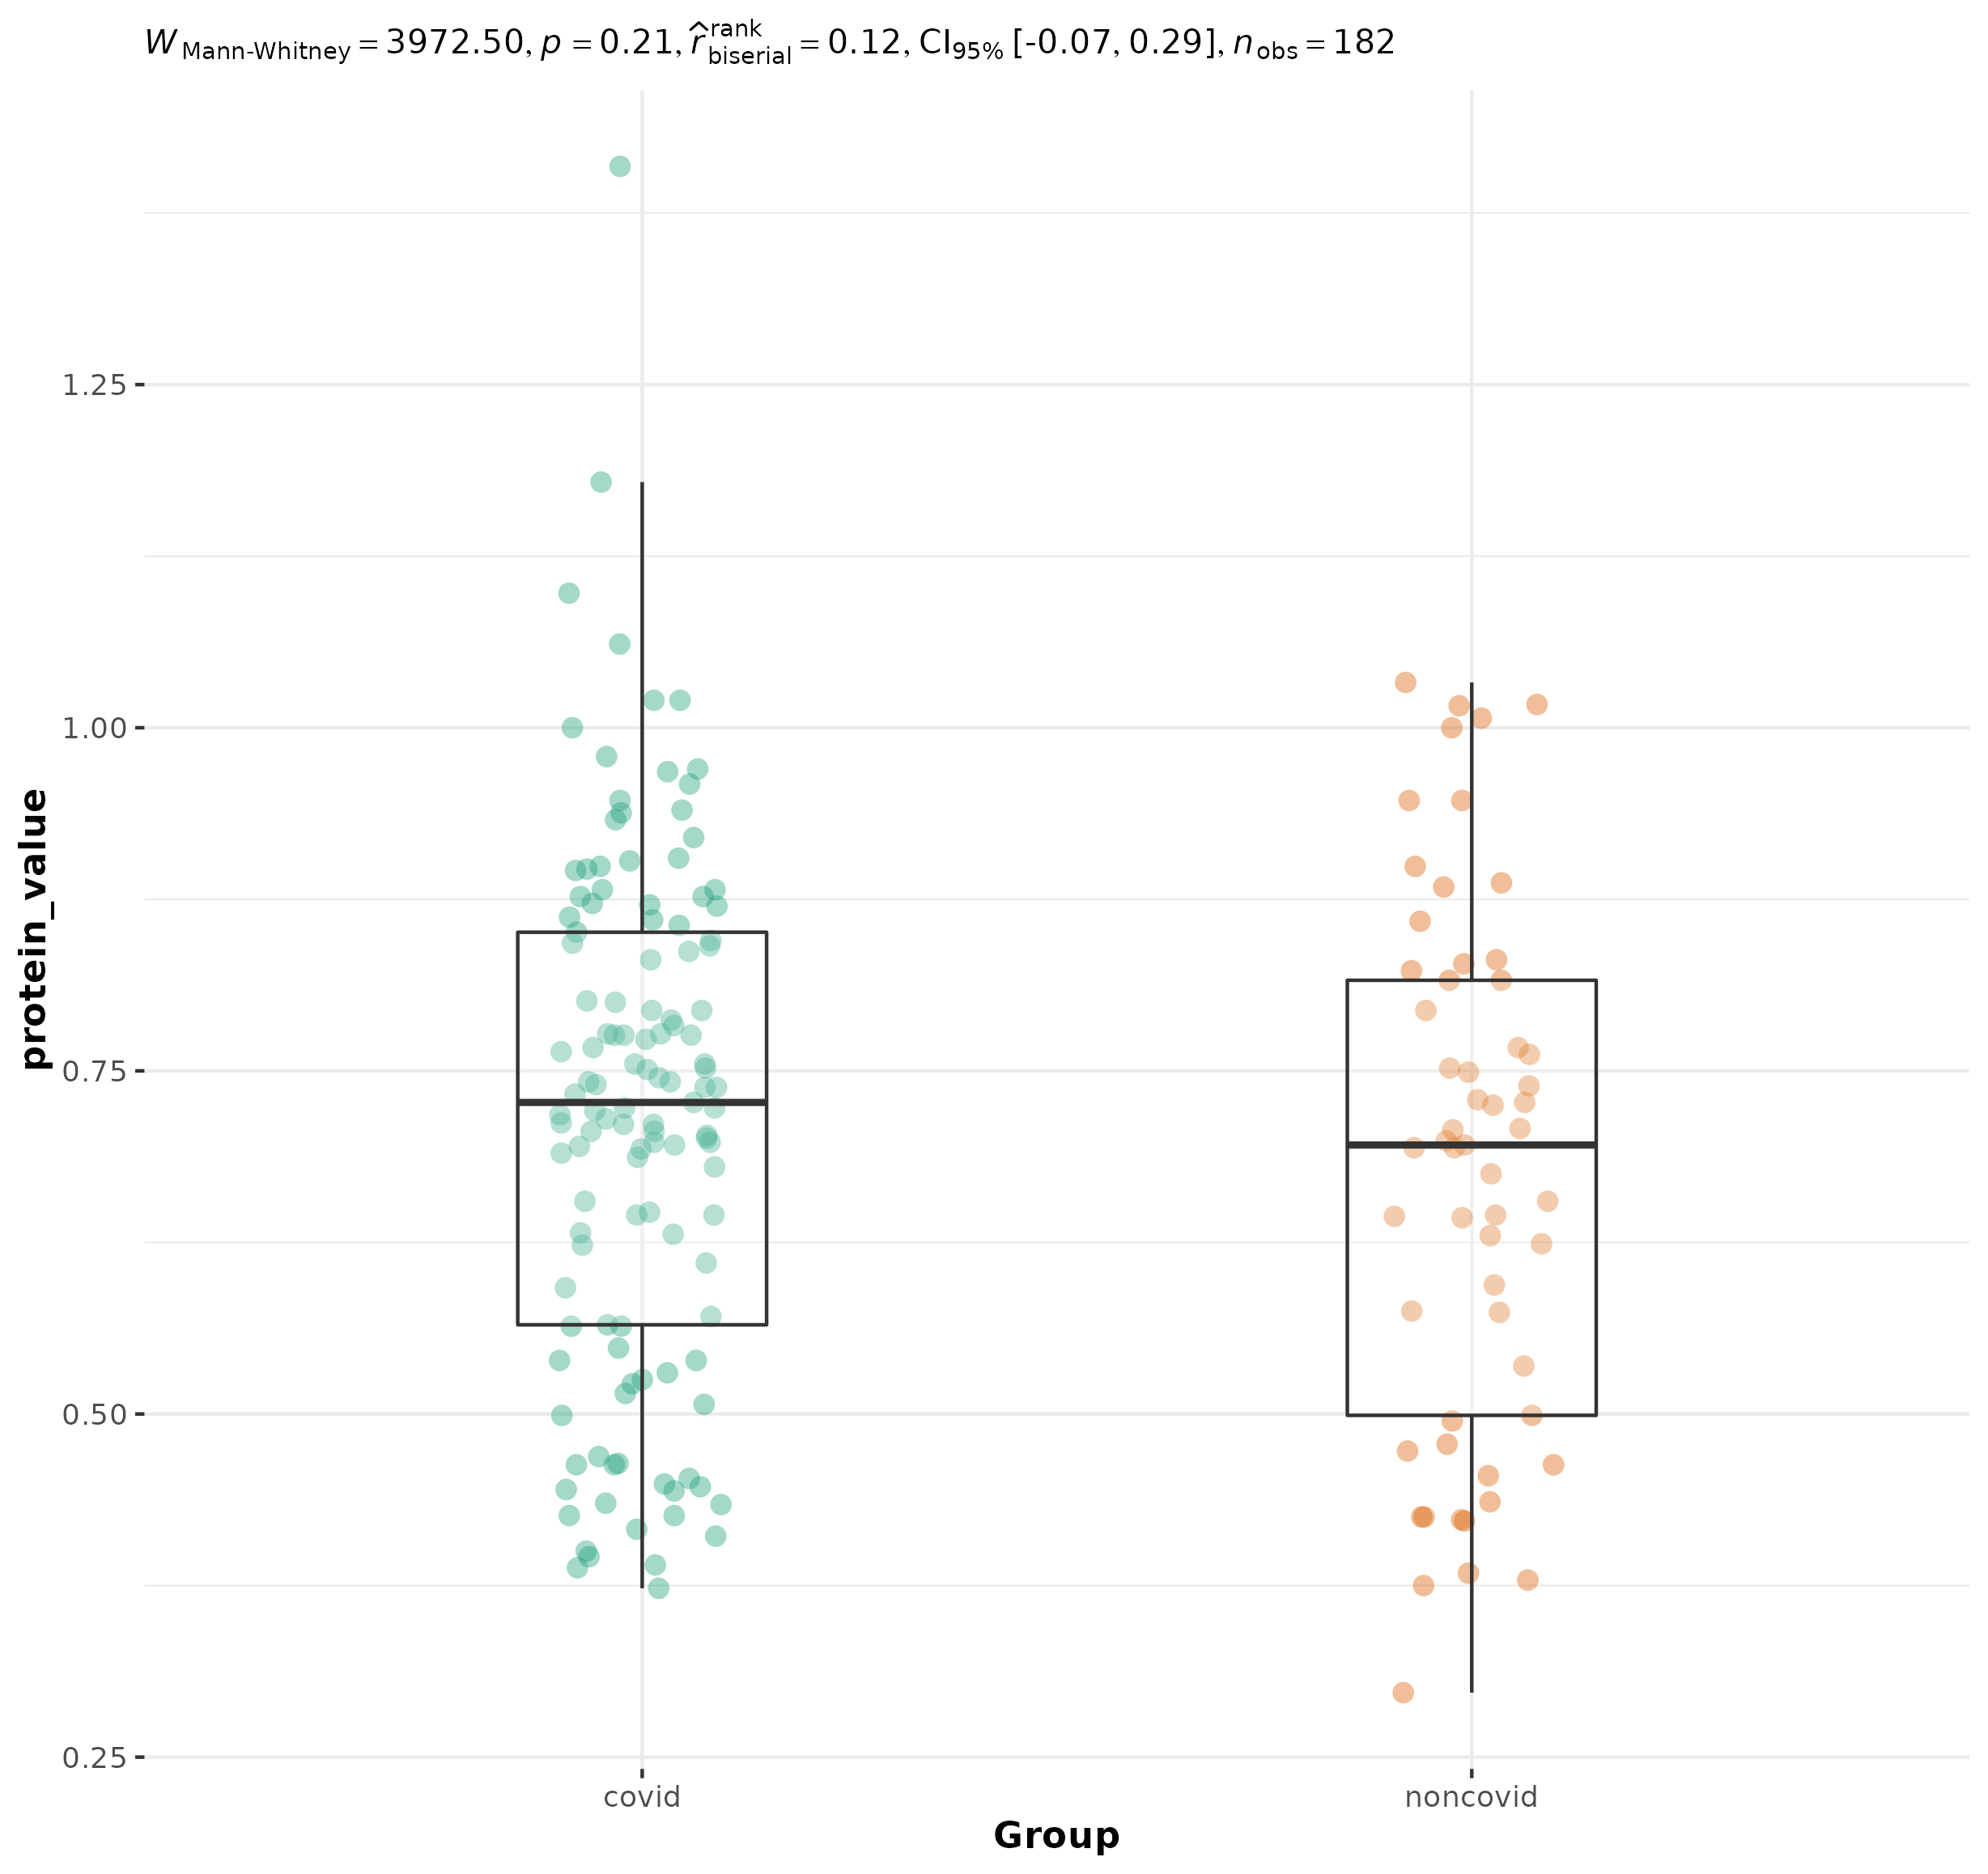 W Mann-Whitney = 3972.50, p = 0.21, r̂ rank biserial = 0.12, CI95% [-0.07, 0.29], nobs = 182
1.25
1.00
0.75
0.50
0.25
protein_value
covid noncovid
Group